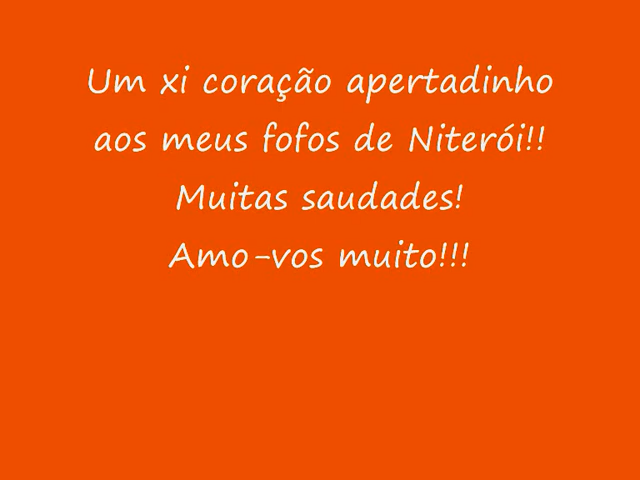 Um xi coração apertadinho
aos meus fofos de Niterói!!
Muitas saudades!
Amo-vos muito!!!